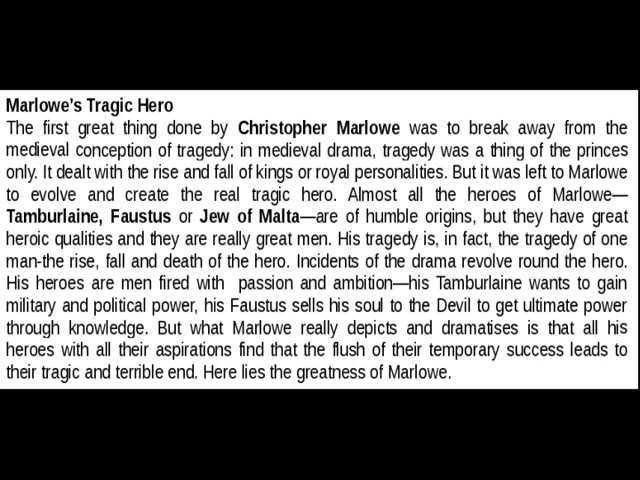 Marlowe’s Tragic Hero
The first great thing done by Christopher Marlowe was to break away from the
medieval conception of tragedy: in medieval drama, tragedy was a thing of the princes
only. It dealt with the rise and fall of kings or royal personalities. But it was left to Marlowe
to evolve and create the real tragic hero. Almost all the heroes of Marlowe—
Tamburlaine, Faustus or Jew of Malta—are of humble origins, but they have great
heroic qualities and they are really great men. His tragedy is, in fact, the tragedy of one
man-the rise, fall and death of the hero. Incidents of the drama revolve round the hero.
His heroes are men fired with  passion and ambition—his Tamburlaine wants to gain
military and political power, his Faustus sells his soul to the Devil to get ultimate power
through knowledge. But what Marlowe really depicts and dramatises is that all his
heroes with all their aspirations find that the flush of their temporary success leads to
their tragic and terrible end. Here lies the greatness of Marlowe.